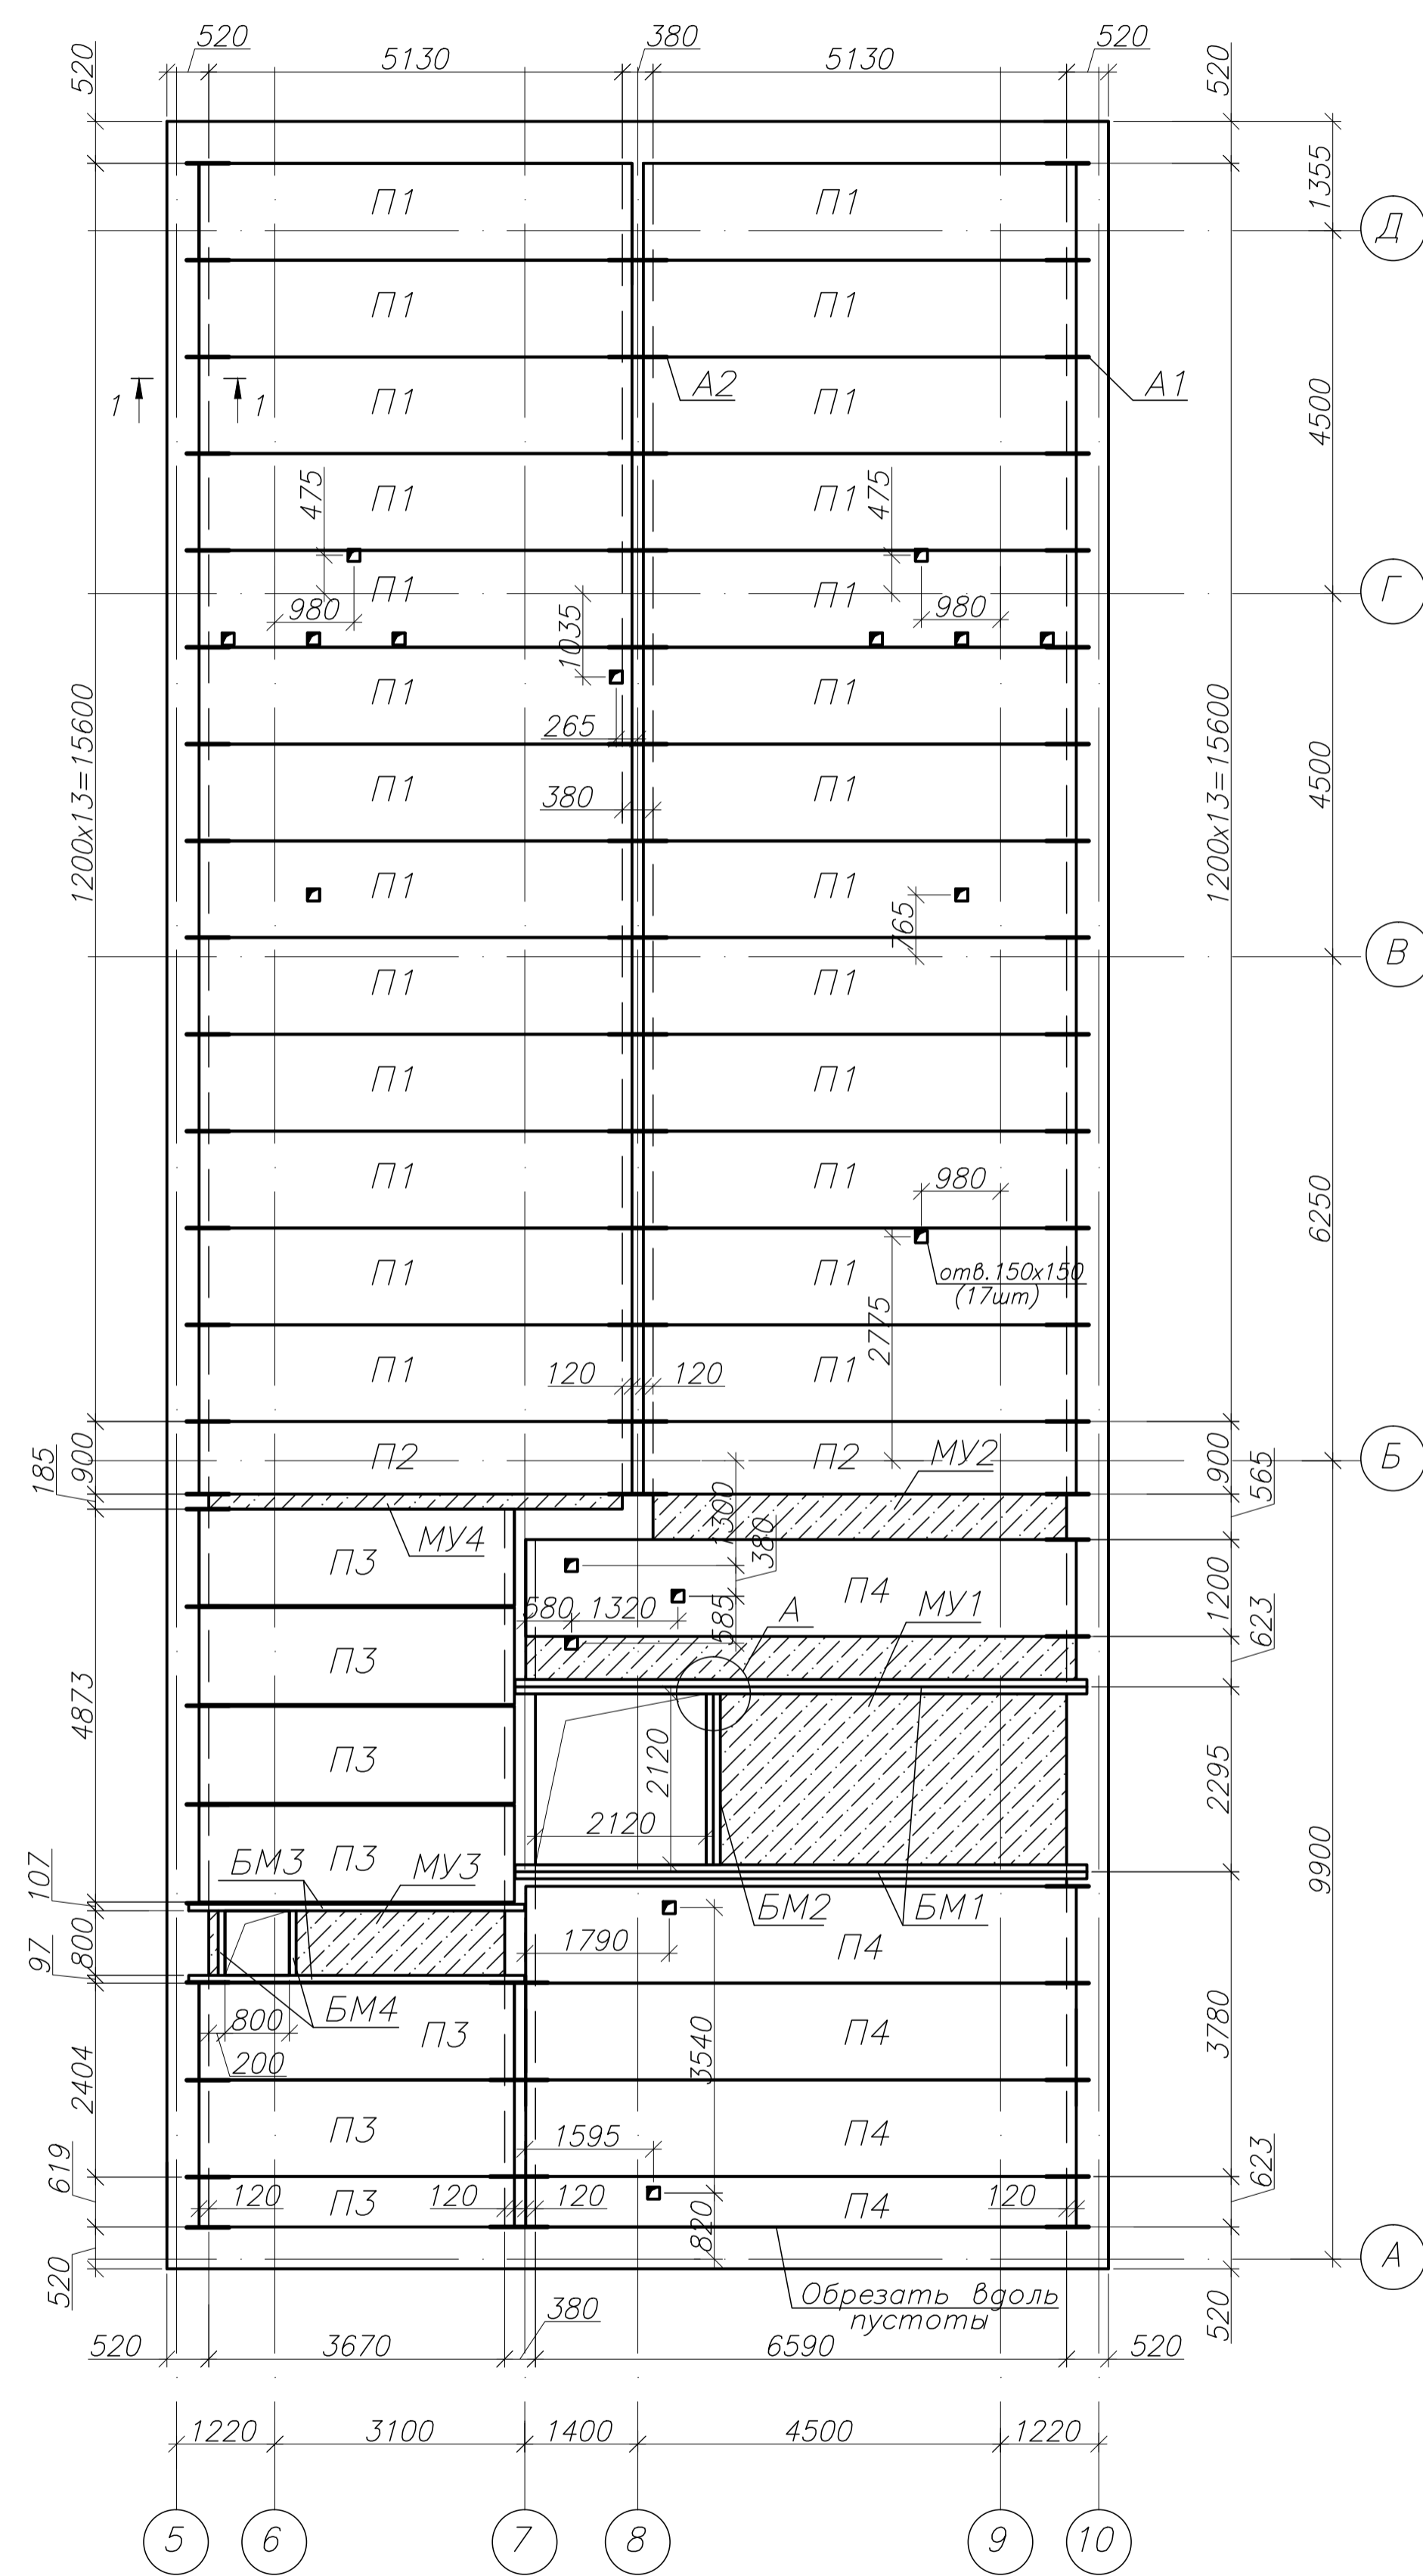 520
5130
380
5130
520
520
520
1355
П1
П1
Д
П1
П1
1
1
П1
А2
П1
А1
4500
475
П1
П1
475
980
П1
П1
980
Г
1035
1200х13=15600
П1
П1
1200х13=15600
265
4500
П1
380
П1
П1
П1
765
В
П1
П1
П1
П1
П1
П1
980
6250
П1
П1
отв.150х150
(17шт)
2775
П1
120
120
П1
185
900
П2
П2
МУ2
Б
900
565
1300
МУ4
380
П3
П4
1200
580
1320
585
А
МУ1
623
П3
4873
П3
2120
2120
2295
9900
107
БМ3
П3
МУ3
БМ2
БМ1
97
800
1790
П4
800
БМ4
П3
П4
3780
200
3540
2404
П3
1595
П4
619
623
120
П3
120
120
П4
120
820
А
520
Обрезать вдоль
пустоты
520
380
520
3670
6590
520
1220
3100
1400
4500
1220
5
6
7
8
9
10